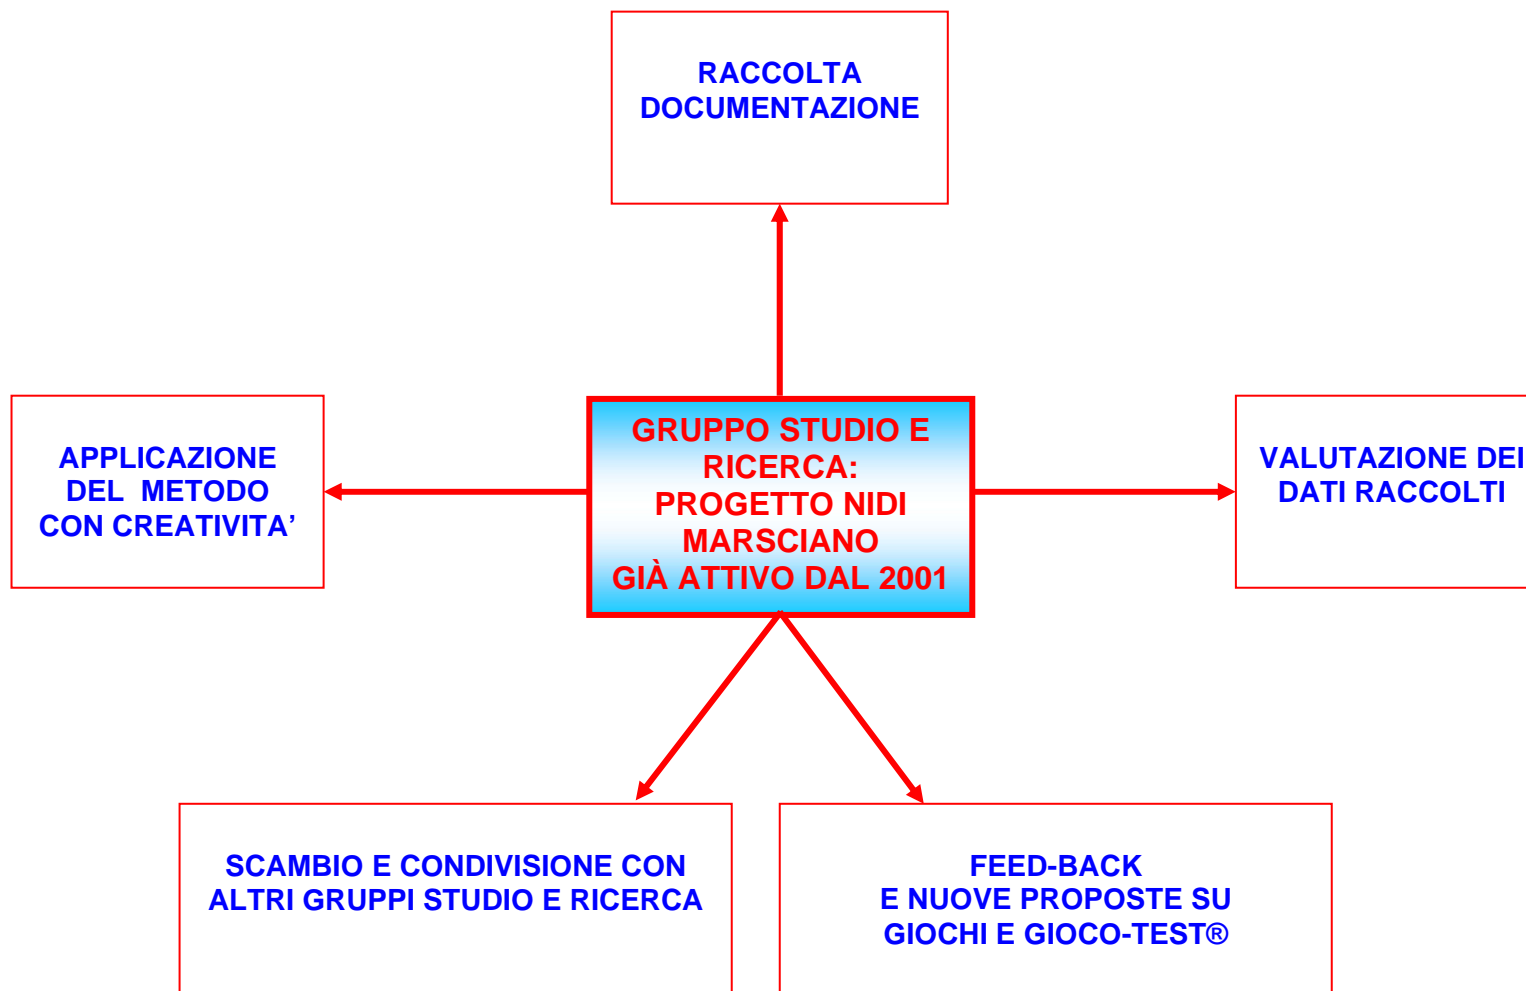 RACCOLTA
DOCUMENTAZIONE
APPLICAZIONE
DEL  METODO
CON CREATIVITA’
GRUPPO STUDIO E
RICERCA:
PROGETTO NIDI
MARSCIANO
GIÀ ATTIVO DAL 2001
VALUTAZIONE DEI
DATI RACCOLTI
SCAMBIO E CONDIVISIONE CON
ALTRI GRUPPI STUDIO E RICERCA
FEED-BACK
E NUOVE PROPOSTE SU
GIOCHI E GIOCO-TEST®